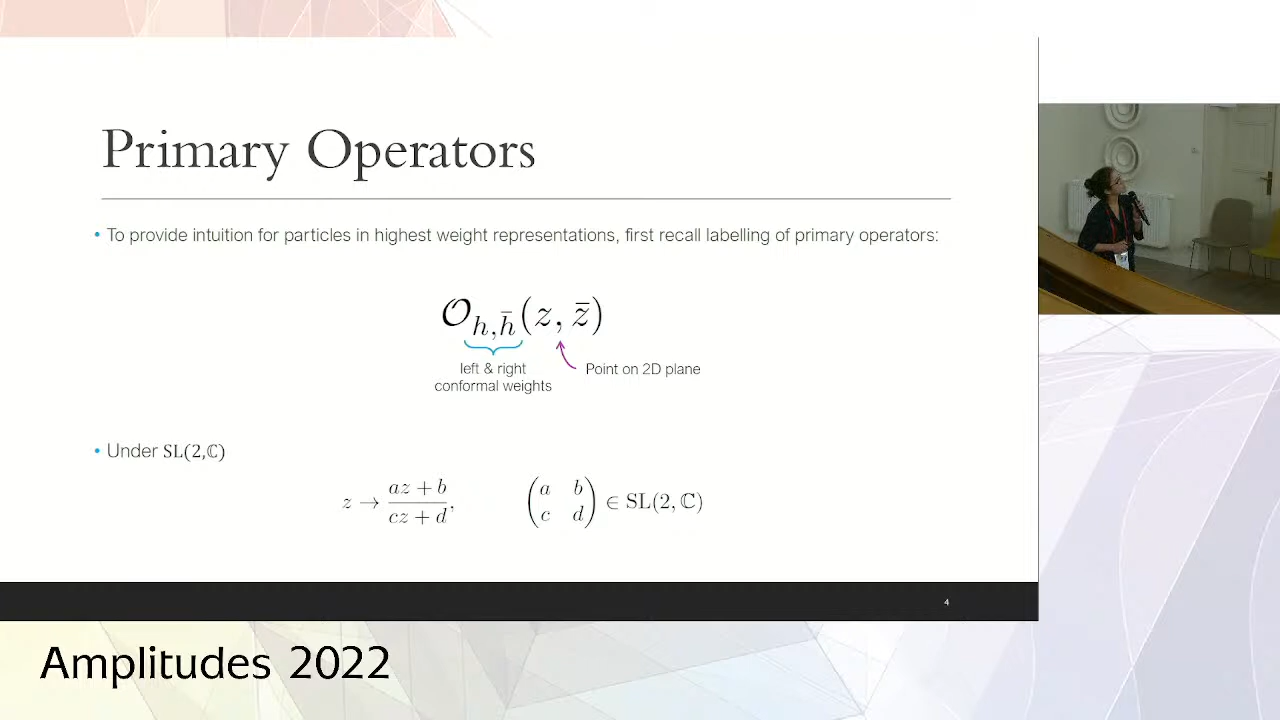 Primary Operators
• To provide intuition for particles in highest weight representations, first recall labelling of primary operators:
𝒪_{h,h̄}(z, z̄)
left & right
conformal weights
Point on 2D plane
• Under SL(2,ℂ)
z → (az + b)/(cz + d), (a b; c d) ∈ SL(2, ℂ)
4
Amplitudes 2022